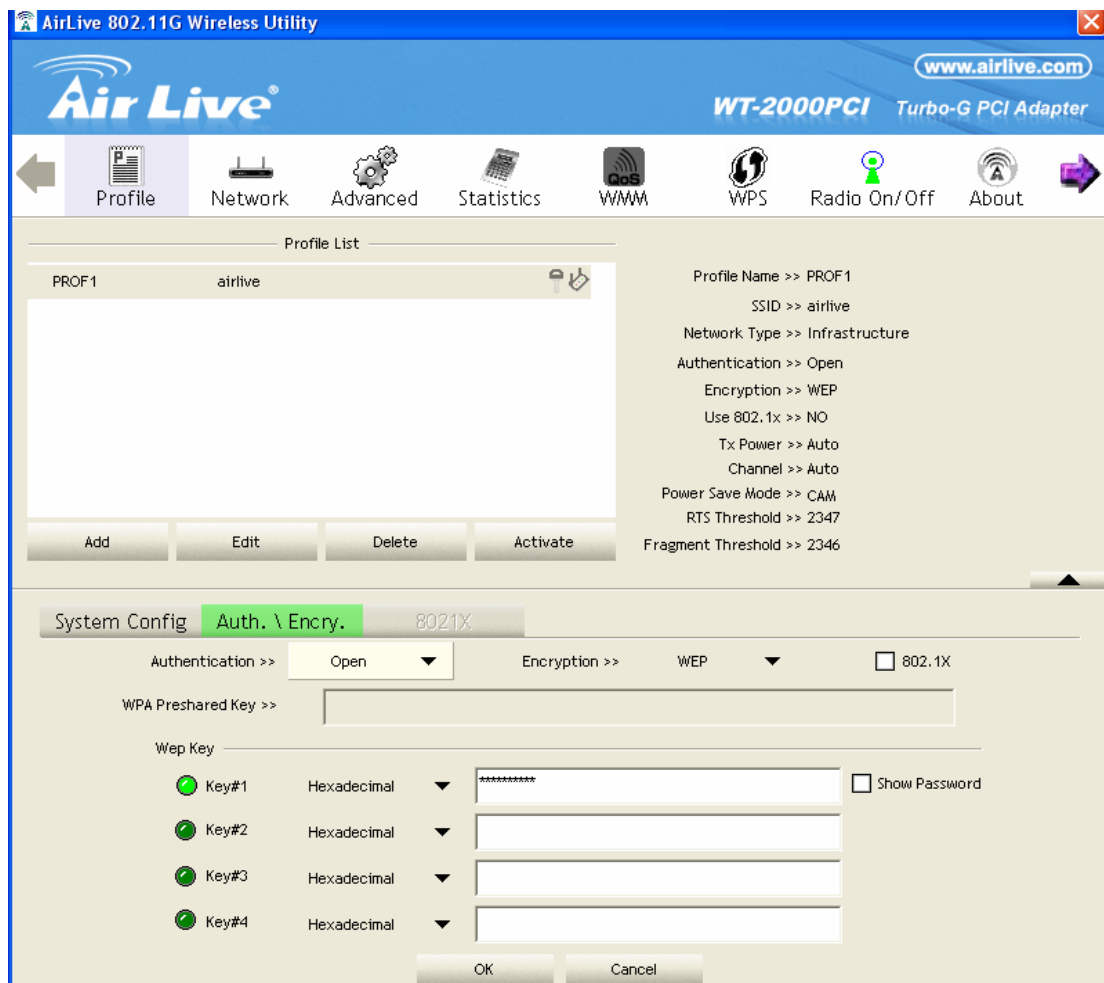 AirLive 802.11G Wireless Utility
www.airlive.com
Air Live®
WT-2000PCI Turbo-G PCI Adapter
Profile Network Advanced Statistics QoS WMM WPS Radio On/Off About
Profile List
PROF1 airlive
Profile Name >> PROF1
SSID >> airlive
Network Type >> Infrastructure
Authentication >> Open
Encryption >> WEP
Use 802.1x >> NO
Tx Power >> Auto
Channel >> Auto
Power Save Mode >> CAM
RTS Threshold >> 2347
Fragment Threshold >> 2346
Add Edit Delete Activate
System Config Auth. \ Encry. 8021X
Authentication >> Open Encryption >> WEP 802.1X
WPA Preshared Key >>
Wep Key
Key#1 Hexadecimal ********** Show Password
Key#2 Hexadecimal
Key#3 Hexadecimal
Key#4 Hexadecimal
OK Cancel